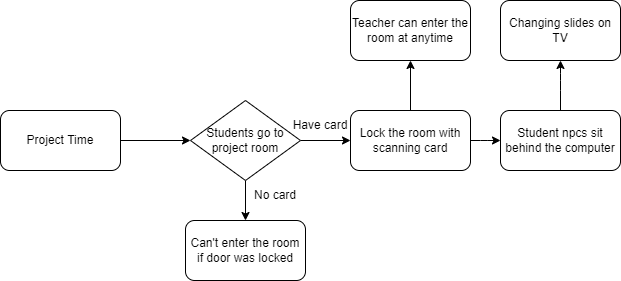 Teacher can enter the
room at anytime
Changing slides on
TV
Project Time
Students go to
project room
Have card
Lock the room with
scanning card
Student npcs sit
behind the computer
No card
Can't enter the room
if door was locked